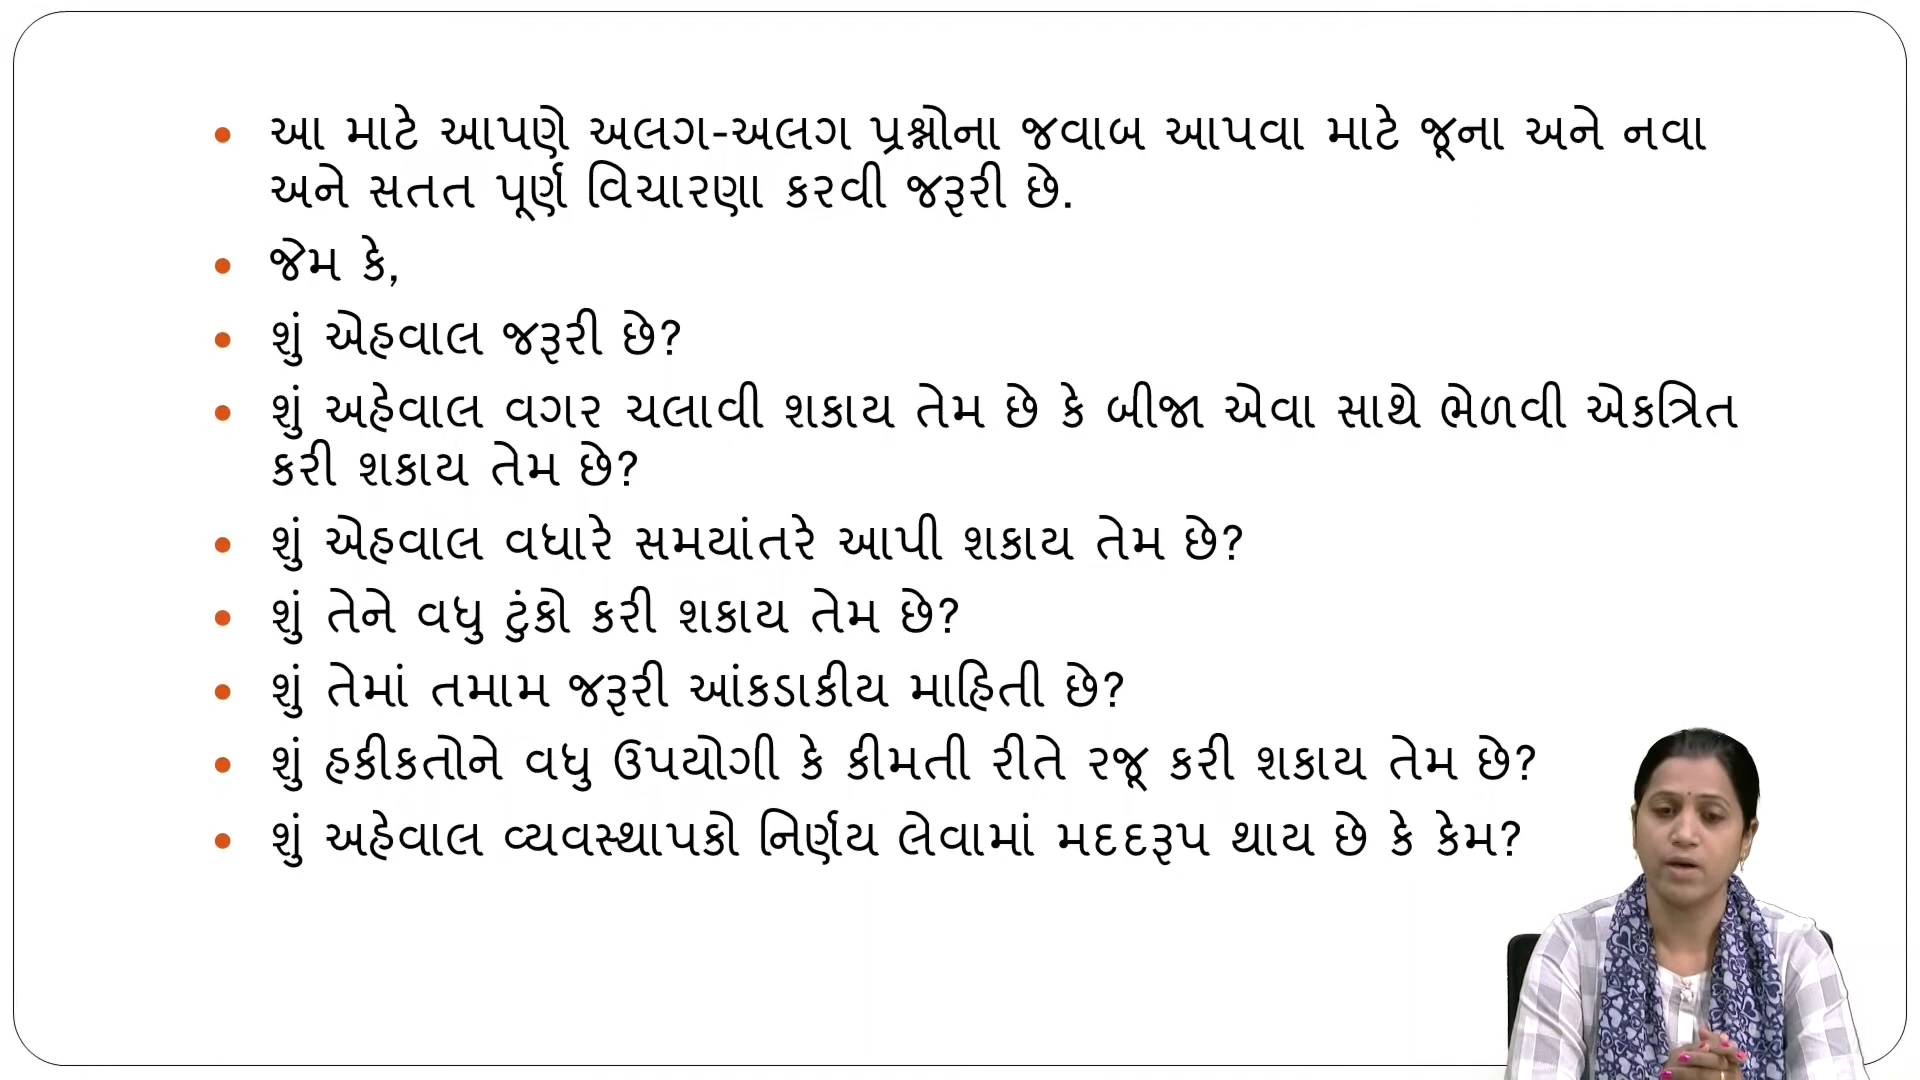 • આ માટે આપણે અલગ-અલગ પ્રશ્નોના જવાબ આપવા માટે જૂના અને નવા
અને સતત પૂર્ણ વિચારણા કરવી જરૂરી છે.
• જેમ કે,
• શું એહવાલ જરૂરી છે?
• શું અહેવાલ વગર ચલાવી શકાય તેમ છે કે બીજા એવા સાથે ભેળવી એકત્રિત
કરી શકાય તેમ છે?
• શું એહવાલ વધારે સમયાંતરે આપી શકાય તેમ છે?
• શું તેને વધુ ટુંકો કરી શકાય તેમ છે?
• શું તેમાં તમામ જરૂરી આંકડાકીય માહિતી છે?
• શું હકીકતોને વધુ ઉપયોગી કે કીમતી રીતે રજૂ કરી શકાય તેમ છે?
• શું અહેવાલ વ્યવસ્થાપકો નિર્ણય લેવામાં મદદરૂપ થાય છે કે કેમ?